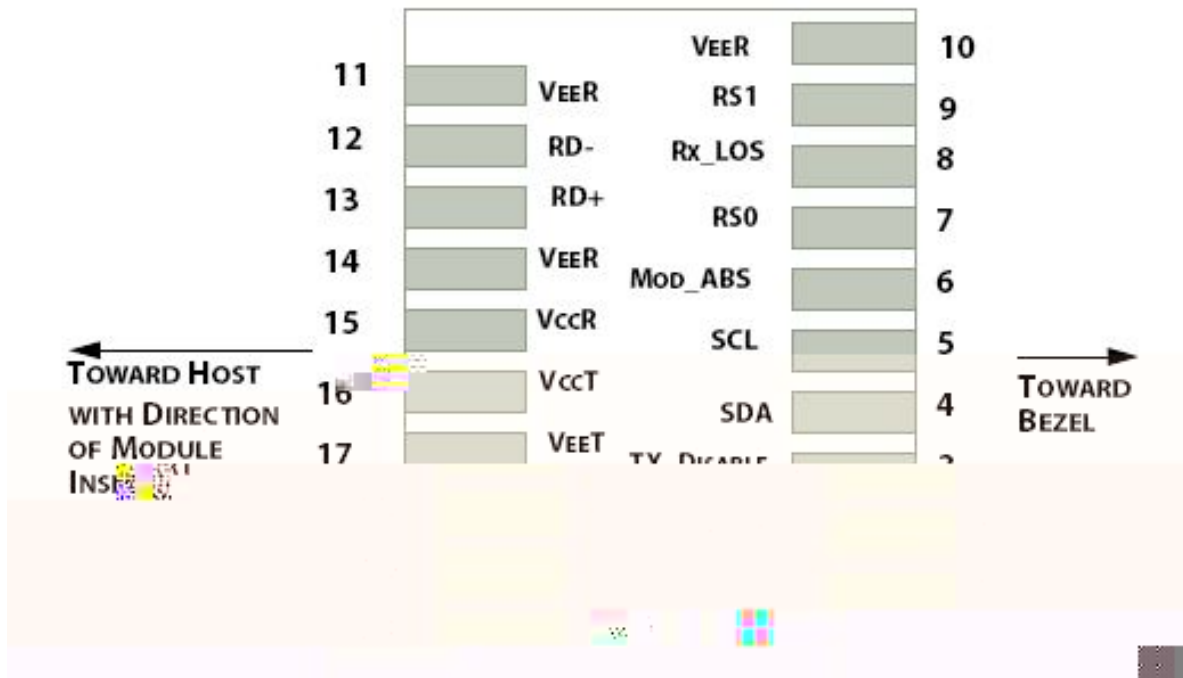 VEER 10
11 VEER
RS1 9
12 RD-
RX_LOS 8
13 RD+
RS0 7
14 VEER
MOD_ABS 6
15 VCCR
SCL 5
TOWARD HOST
WITH DIRECTION
OF MODULE
16 VCCT
SDA 4
TOWARD
BEZEL
17 VEET
TX_DISABLE